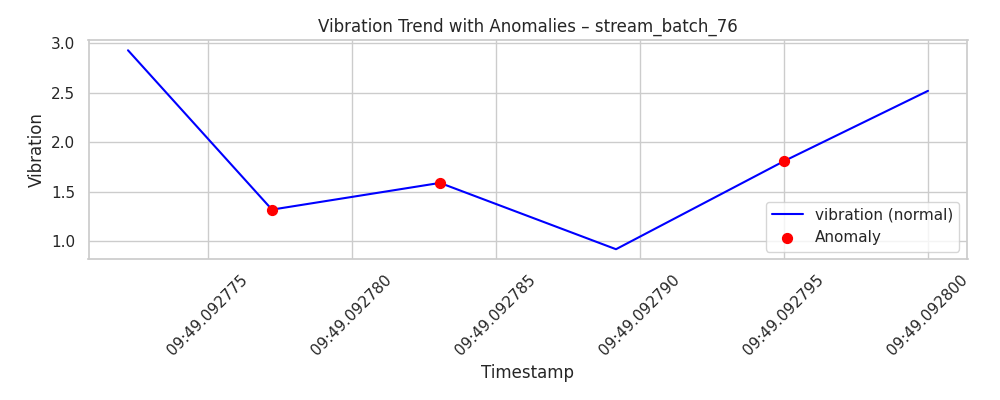 Vibration Trend with Anomalies – stream_batch_76
Vibration
3.0
2.5
2.0
1.5
1.0
vibration (normal)
Anomaly
09:49.092775
09:49.092780
09:49.092785
09:49.092790
09:49.092795
09:49.092800
Timestamp